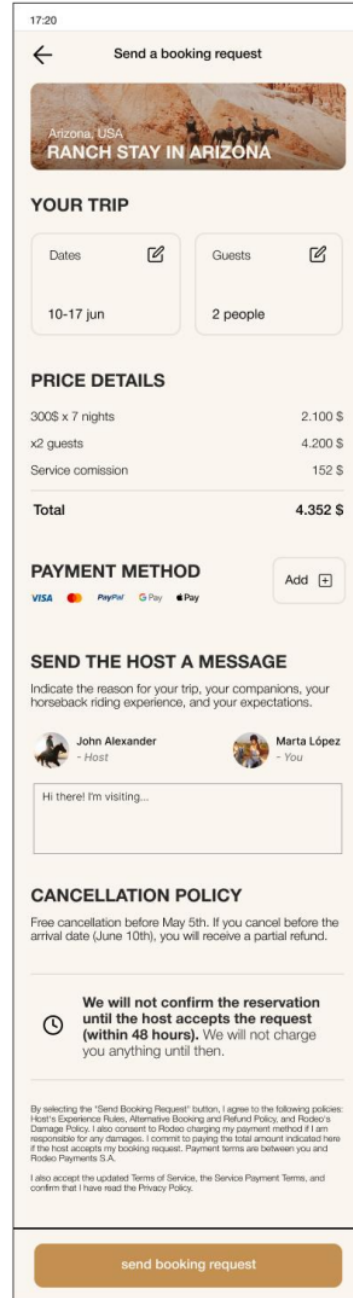 17:20
Send a booking request
Arizona, USA
RANCH STAY IN ARIZONA
YOUR TRIP
Dates
Guests
10-17 jun
2 people
PRICE DETAILS
300$ x 7 nights 2.100 $
x2 guests 4.200 $
Service comission 152 $
Total 4.352 $
PAYMENT METHOD
Add
VISA PayPal G Pay Pay
SEND THE HOST A MESSAGE
Indicate the reason for your trip, your companions, your
horseback riding experience, and your expectations.
John Alexander
- Host
Marta López
- You
Hi there! I'm visiting...
CANCELLATION POLICY
Free cancellation before May 5th. If you cancel before the
arrival date (June 10th), you will receive a partial refund.
We will not confirm the reservation
until the host accepts the request
(within 48 hours). We will not charge
you anything until then.
By selecting the "Send Booking Request" button, I agree to the following policies:
Host's Experience Rules, Alternative Booking and Refund Policy, and Rodeo's
Damage Policy. I also consent to Rodeo charging my payment method if I am
responsible for any damages. I commit to paying the total amount indicated here
if the host accepts my booking request. Payment terms are between you and
Rodeo Payments S.A.
I also accept the updated Terms of Service, the Service Payment Terms, and
confirm that I have read the Privacy Policy.
send booking request